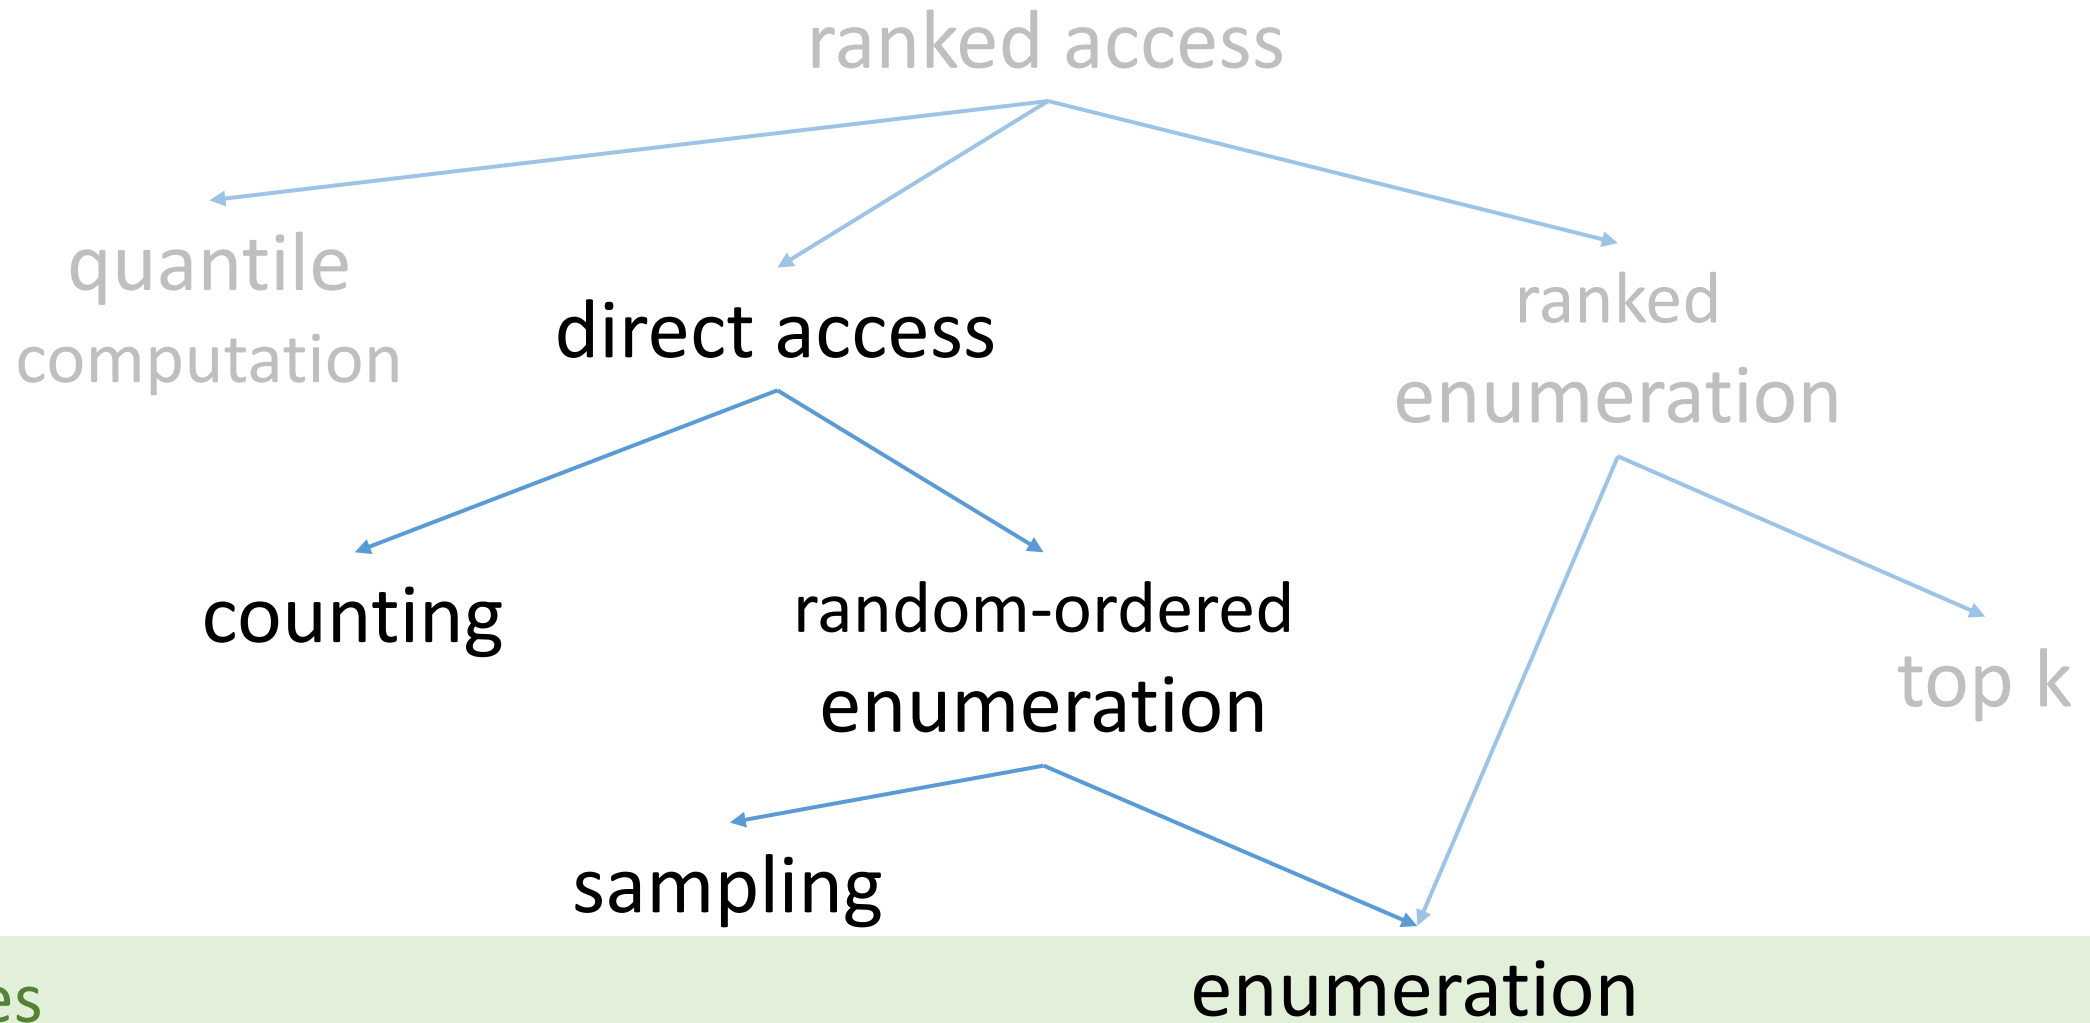 ranked access
quantile
computation
direct access
ranked
enumeration
counting
random-ordered
enumeration
top k
sampling
enumeration